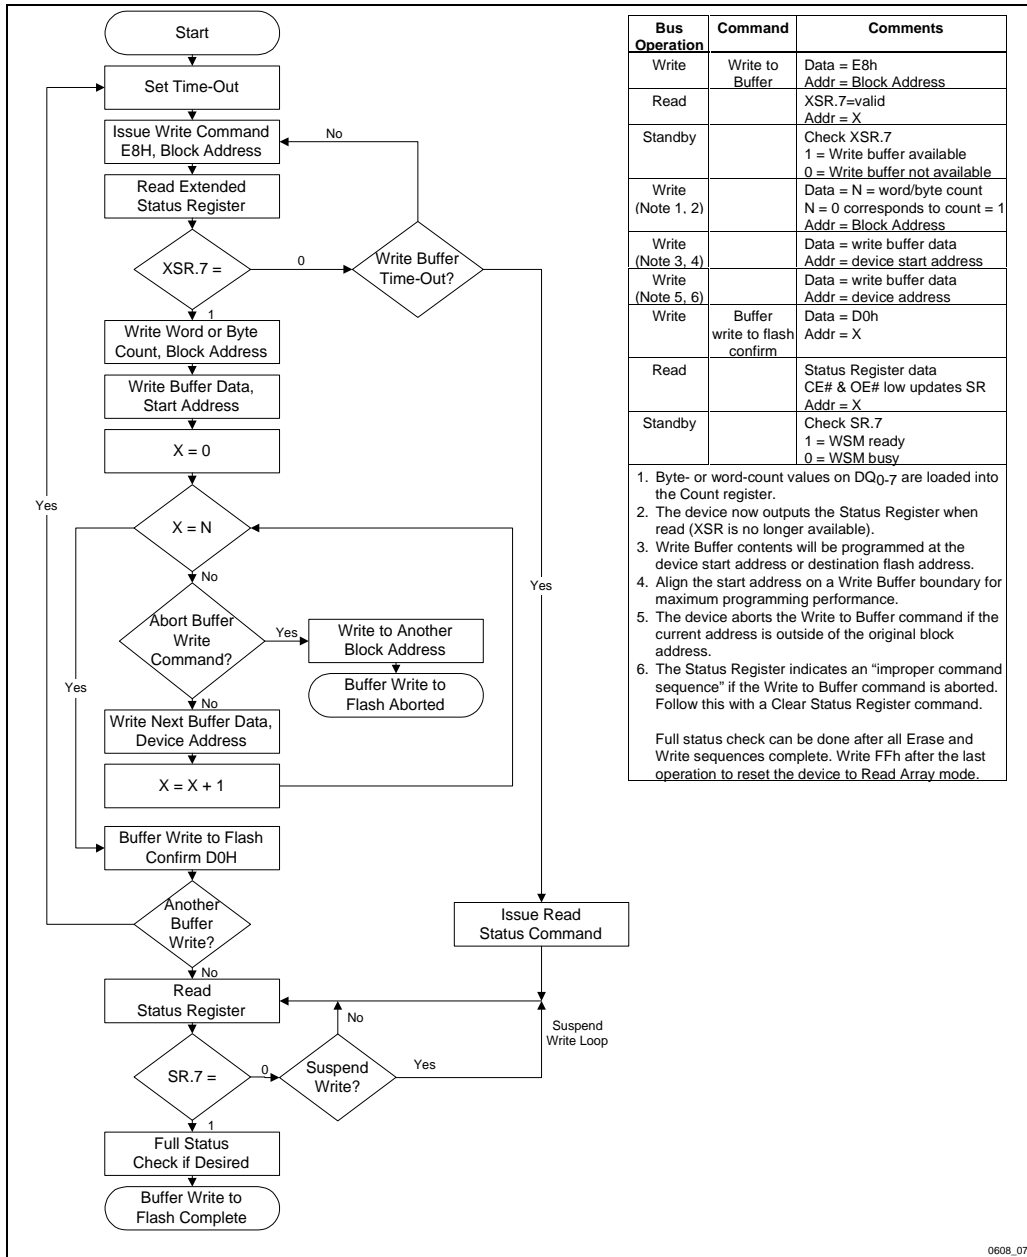 Start
Set Time-Out
Issue Write Command
E8H, Block Address
No
Read Extended
Status Register
XSR.7 =
0
Write Buffer
Time-Out?
1
Write Word or Byte
Count, Block Address
Write Buffer Data,
Start Address
X = 0
Yes
X = N
No
Yes
Abort Buffer
Write
Command?
Yes
Write to Another
Block Address
Buffer Write to
Flash Aborted
Yes
No
Write Next Buffer Data,
Device Address
X = X + 1
Buffer Write to Flash
Confirm D0H
Another
Buffer
Write?
Issue Read
Status Command
No
Read
Status Register
No
Suspend
Write Loop
SR.7 =
0
Suspend
Write?
Yes
1
Full Status
Check if Desired
Buffer Write to
Flash Complete
Bus
Operation
Command
Comments
Write
Write to
Buffer
Data = E8h
Addr = Block Address
Read
XSR.7=valid
Addr = X
Standby
Check XSR.7
1 = Write buffer available
0 = Write buffer not available
Write
(Note 1, 2)
Data = N = word/byte count
N = 0 corresponds to count = 1
Addr = Block Address
Write
(Note 3, 4)
Data = write buffer data
Addr = device start address
Write
(Note 5, 6)
Data = write buffer data
Addr = device address
Write
Buffer
write to flash
confirm
Data = D0h
Addr = X
Read
Status Register data
CE# & OE# low updates SR
Addr = X
Standby
Check SR.7
1 = WSM ready
0 = WSM busy
1. Byte- or word-count values on DQ0-7 are loaded into
the Count register.
2. The device now outputs the Status Register when
read (XSR is no longer available).
3. Write Buffer contents will be programmed at the
device start address or destination flash address.
4. Align the start address on a Write Buffer boundary for
maximum programming performance.
5. The device aborts the Write to Buffer command if the
current address is outside of the original block
address.
6. The Status Register indicates an “improper command
sequence” if the Write to Buffer command is aborted.
Follow this with a Clear Status Register command.
Full status check can be done after all Erase and
Write sequences complete. Write FFh after the last
operation to reset the device to Read Array mode.
0608_07